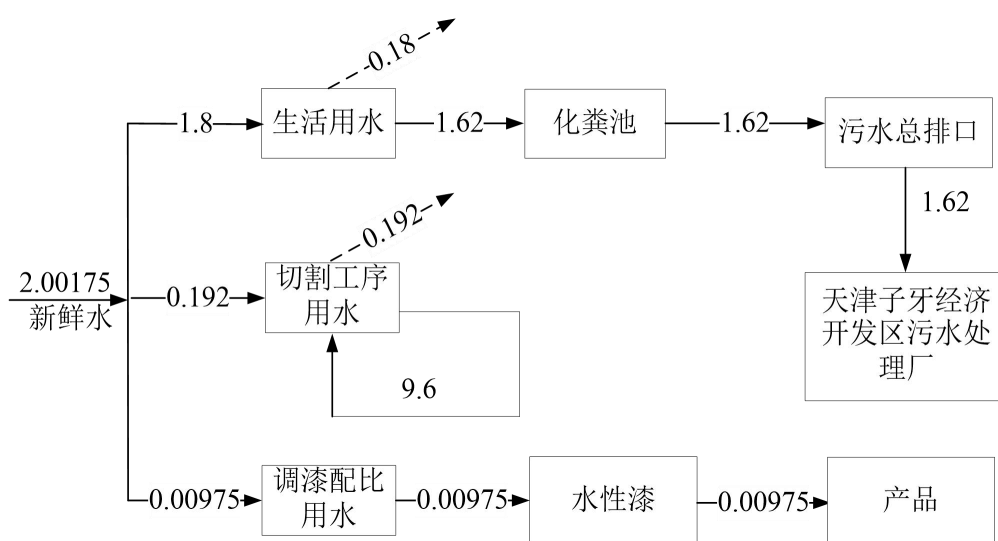 0.18
1.8
生活用水
1.62
化粪池
1.62
污水总排口
1.62
0.192
2.00175
新鲜水
0.192
切割工序
用水
9.6
天津子牙经济
开发区污水处
理厂
0.00975
调漆配比
用水
0.00975
水性漆
0.00975
产品